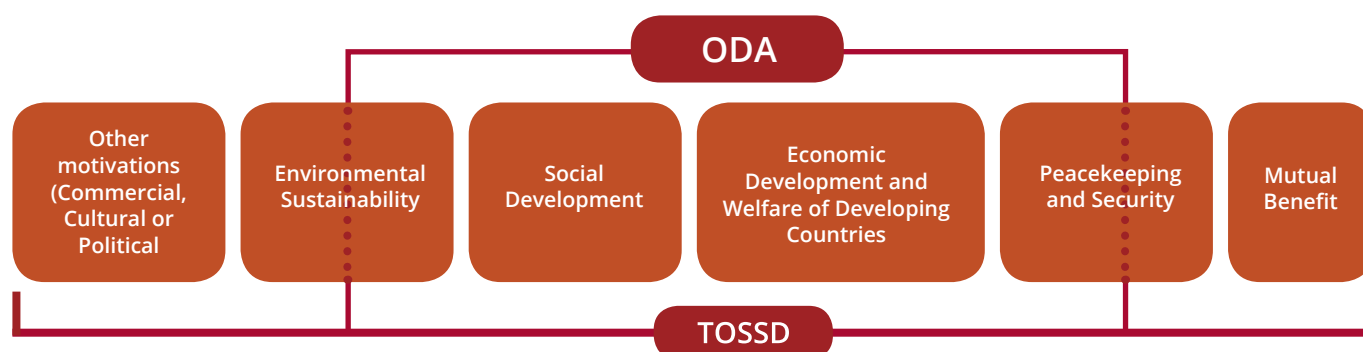 ODA
Other
motivations
(Commercial,
Cultural or
Political
Environmental
Sustainability
Social
Development
Economic
Development and
Welfare of Developing
Countries
Peacekeeping
and Security
Mutual
Benefit
TOSSD